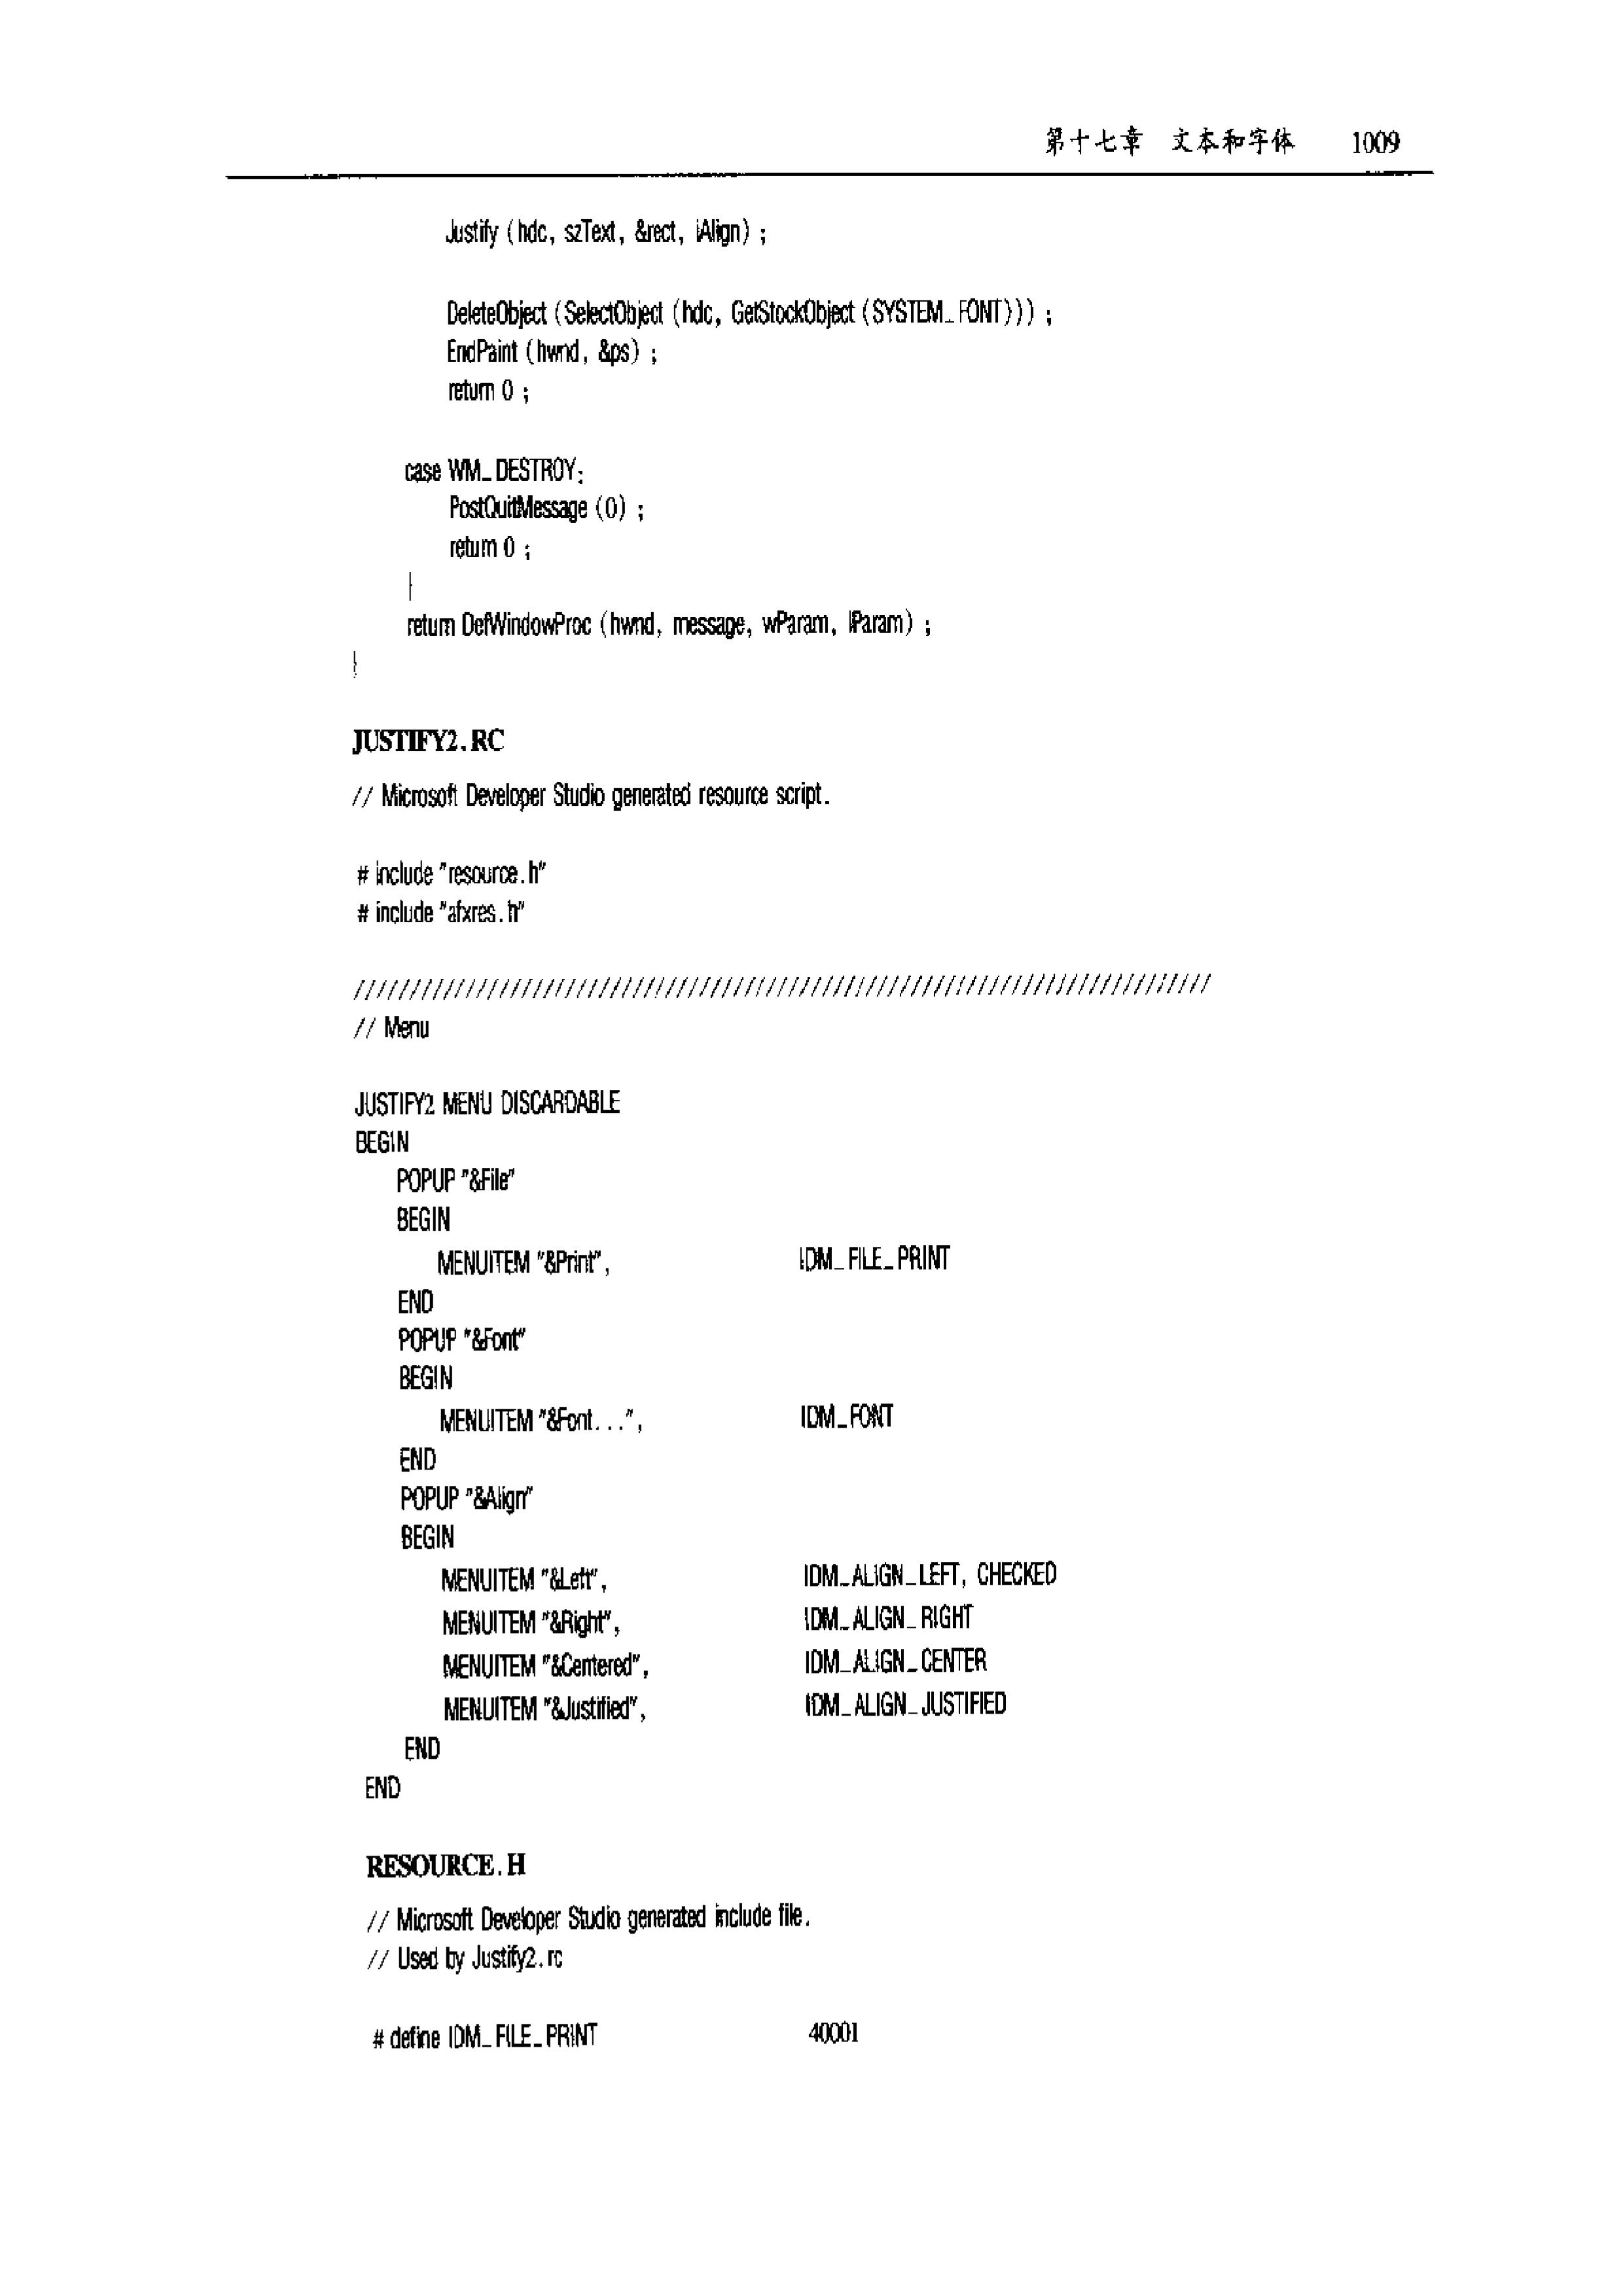 第十七章 文本和字体 1009
Justify (hdc, szText, &rect, iAlign) ;
DeleteObject (SelectObject (hdc, GetStockObject (SYSTEM_FONT))) ;
EndPaint (hwnd, &ps) ;
return 0 ;
case WM_DESTROY:
PostQuitMessage (0) ;
return 0 ;
}
return DefWindowProc (hwnd, message, wParam, lParam) ;
}
JUSTIFY2.RC
// Microsoft Developer Studio generated resource script.
# include "resource.h"
# include "afxres.h"
/////////////////////////////////////////////////////////////////////////////
// Menu
JUSTIFY2 MENU DISCARDABLE
BEGIN
POPUP "&File"
BEGIN
MENUITEM "&Print", IDM_FILE_PRINT
END
POPUP "&Font"
BEGIN
MENUITEM "&Font...", IDM_FONT
END
POPUP "&Align"
BEGIN
MENUITEM "&Left", IDM_ALIGN_LEFT, CHECKED
MENUITEM "&Right", IDM_ALIGN_RIGHT
MENUITEM "&Centered", IDM_ALIGN_CENTER
MENUITEM "&Justified", IDM_ALIGN_JUSTIFIED
END
END
RESOURCE.H
// Microsoft Developer Studio generated include file.
// Used by Justify2.rc
# define IDM_FILE_PRINT 40001